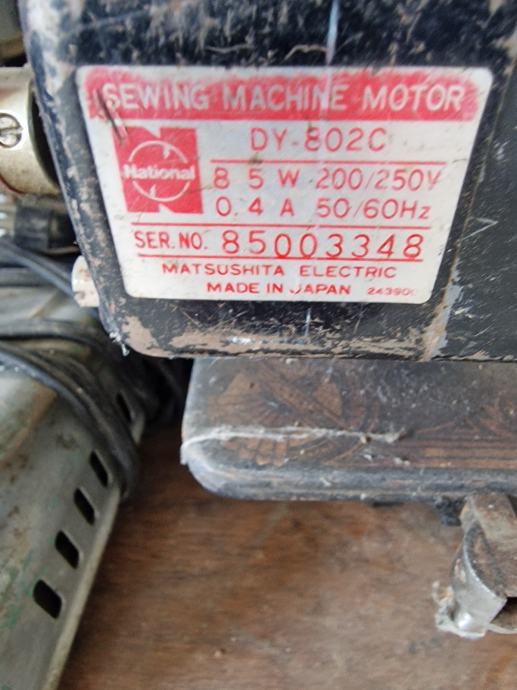 SEWING MACHINE MOTOR
DY-802C
National
85W 200/250V
0.4A 50/60Hz
SER.NO. 85003348
MATSUSHITA ELECTRIC
MADE IN JAPAN